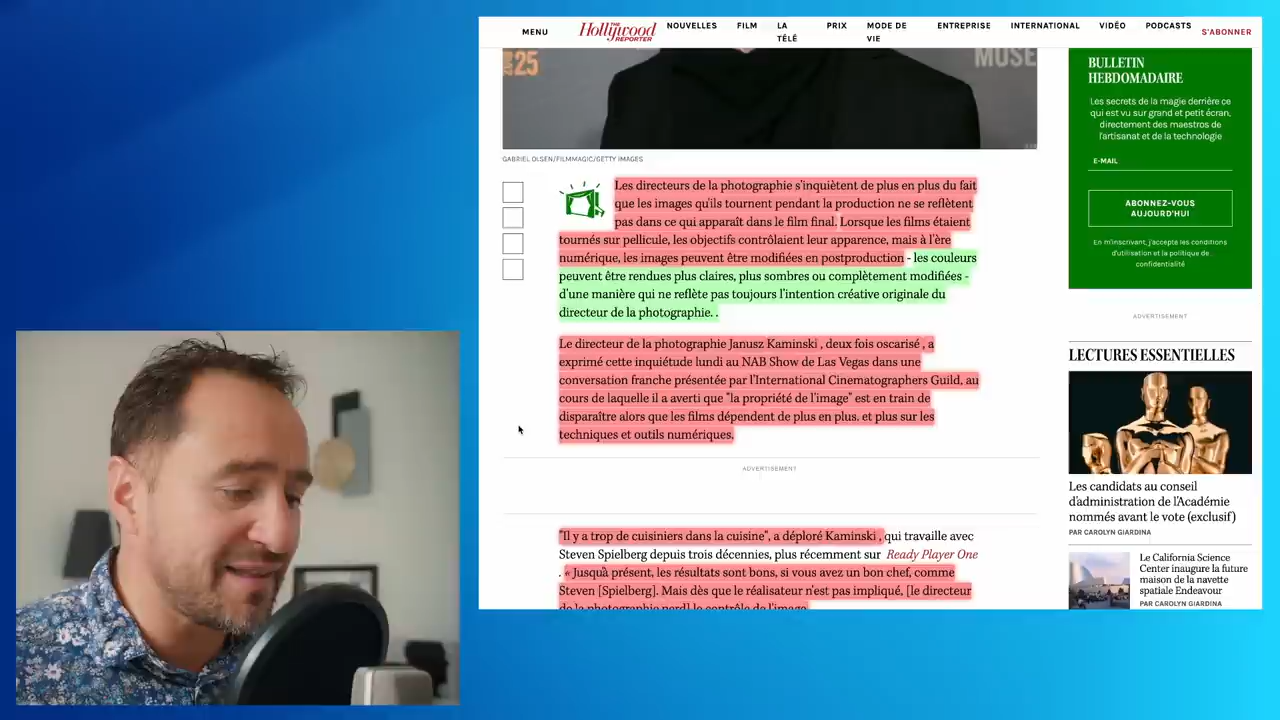 MENU
THE
Hollywood
REPORTER
NOUVELLES
FILM
LA
TÉLÉ
PRIX
MODE DE
VIE
ENTREPRISE
INTERNATIONAL
VIDÉO
PODCASTS
S'ABONNER
25
MUSE
GABRIEL OLSEN/FILMMAGIC/GETTY IMAGES
Les directeurs de la photographie s'inquiètent de plus en plus du fait
que les images qu'ils tournent pendant la production ne se reflètent
pas dans ce qui apparaît dans le film final. Lorsque les films étaient
tournés sur pellicule, les objectifs contrôlaient leur apparence, mais à l'ère
numérique, les images peuvent être modifiées en postproduction - les couleurs
peuvent être rendues plus claires, plus sombres ou complètement modifiées -
d'une manière qui ne reflète pas toujours l'intention créative originale du
directeur de la photographie. .
Le directeur de la photographie Janusz Kaminski , deux fois oscarisé , a
exprimé cette inquiétude lundi au NAB Show de Las Vegas dans une
conversation franche présentée par l'International Cinematographers Guild, au
cours de laquelle il a averti que "la propriété de l'image" est en train de
disparaître alors que les films dépendent de plus en plus. et plus sur les
techniques et outils numériques.
ADVERTISEMENT
"Il y a trop de cuisiniers dans la cuisine", a déploré Kaminski , qui travaille avec
Steven Spielberg depuis trois décennies, plus récemment sur Ready Player One
. « Jusqu'à présent, les résultats sont bons, si vous avez un bon chef, comme
Steven [Spielberg]. Mais dès que le réalisateur n'est pas impliqué, [le directeur
de la photographie perd] le contrôle de l'image
BULLETIN
HEBDOMADAIRE
Les secrets de la magie derrière ce
qui est vu sur grand et petit écran,
directement des maestros de
l'artisanat et de la technologie
E-MAIL
ABONNEZ-VOUS
AUJOURD'HUI
En m'inscrivant, j'accepte les conditions
d'utilisation et la politique de
confidentialité
ADVERTISEMENT
LECTURES ESSENTIELLES
Les candidats au conseil
d'administration de l'Académie
nommés avant le vote (exclusif)
PAR CAROLYN GIARDINA
Le California Science
Center inaugure la future
maison de la navette
spatiale Endeavour
PAR CAROLYN GIARDINA